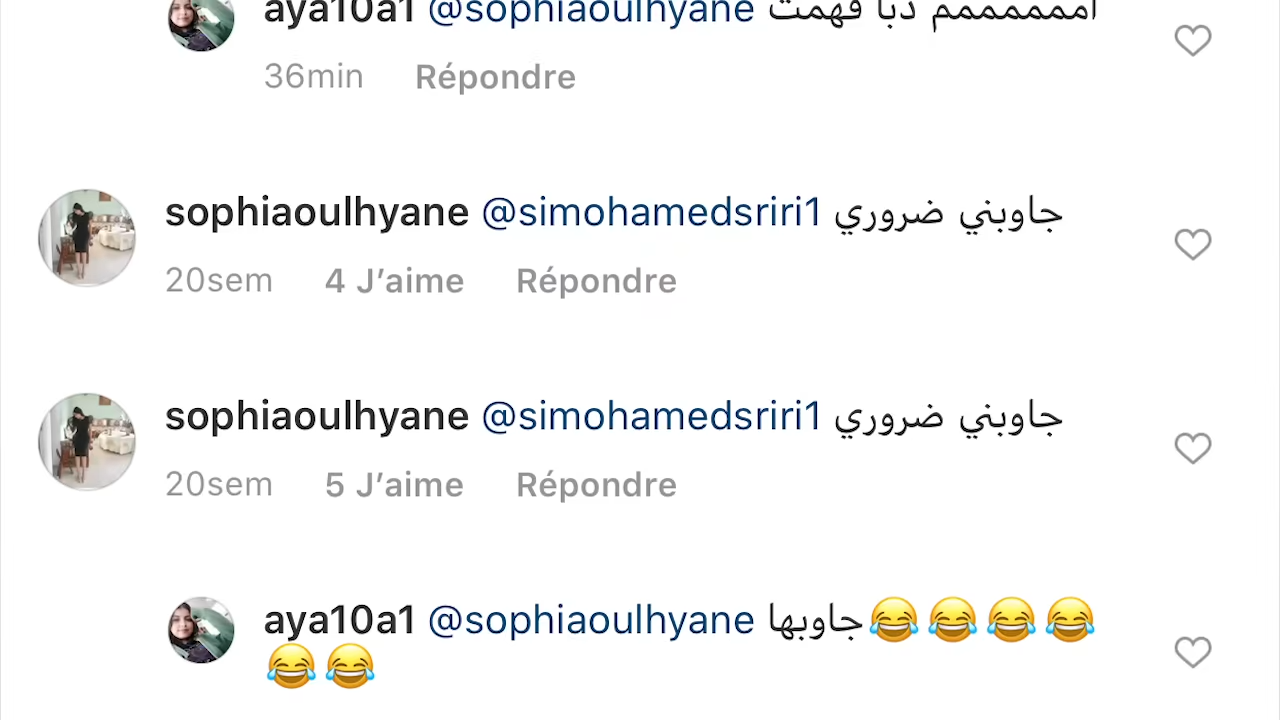 aya10a1 @sophiaoulhyane اممممممم دبا فهمت
36min Répondre
sophiaoulhyane @simohamedsriri1 جاوبني ضروري
20sem 4 J’aime Répondre
sophiaoulhyane @simohamedsriri1 جاوبني ضروري
20sem 5 J’aime Répondre
aya10a1 @sophiaoulhyane جاوبها😂😂😂😂
😂😂